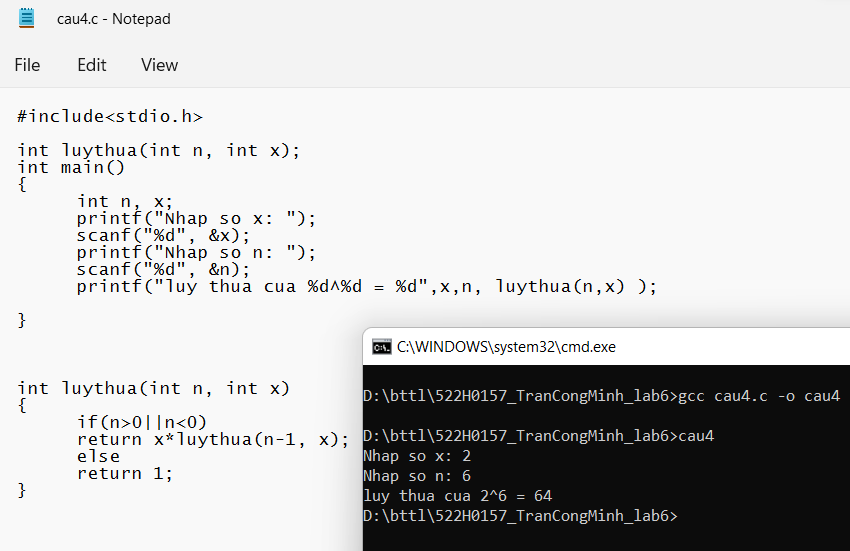 cau4.c - Notepad
File Edit View
#include<stdio.h>
int luythua(int n, int x);
int main()
{
int n, x;
printf("Nhap so x: ");
scanf("%d", &x);
printf("Nhap so n: ");
scanf("%d", &n);
printf("luy thua cua %d^%d = %d",x,n, luythua(n,x) );
}
int luythua(int n, int x)
{
if(n>0||n<0)
return x*luythua(n-1, x);
else
return 1;
}
C:\WINDOWS\system32\cmd.exe
D:\bttl\522H0157_TranCongMinh_lab6>gcc cau4.c -o cau4
D:\bttl\522H0157_TranCongMinh_lab6>cau4
Nhap so x: 2
Nhap so n: 6
luy thua cua 2^6 = 64
D:\bttl\522H0157_TranCongMinh_lab6>